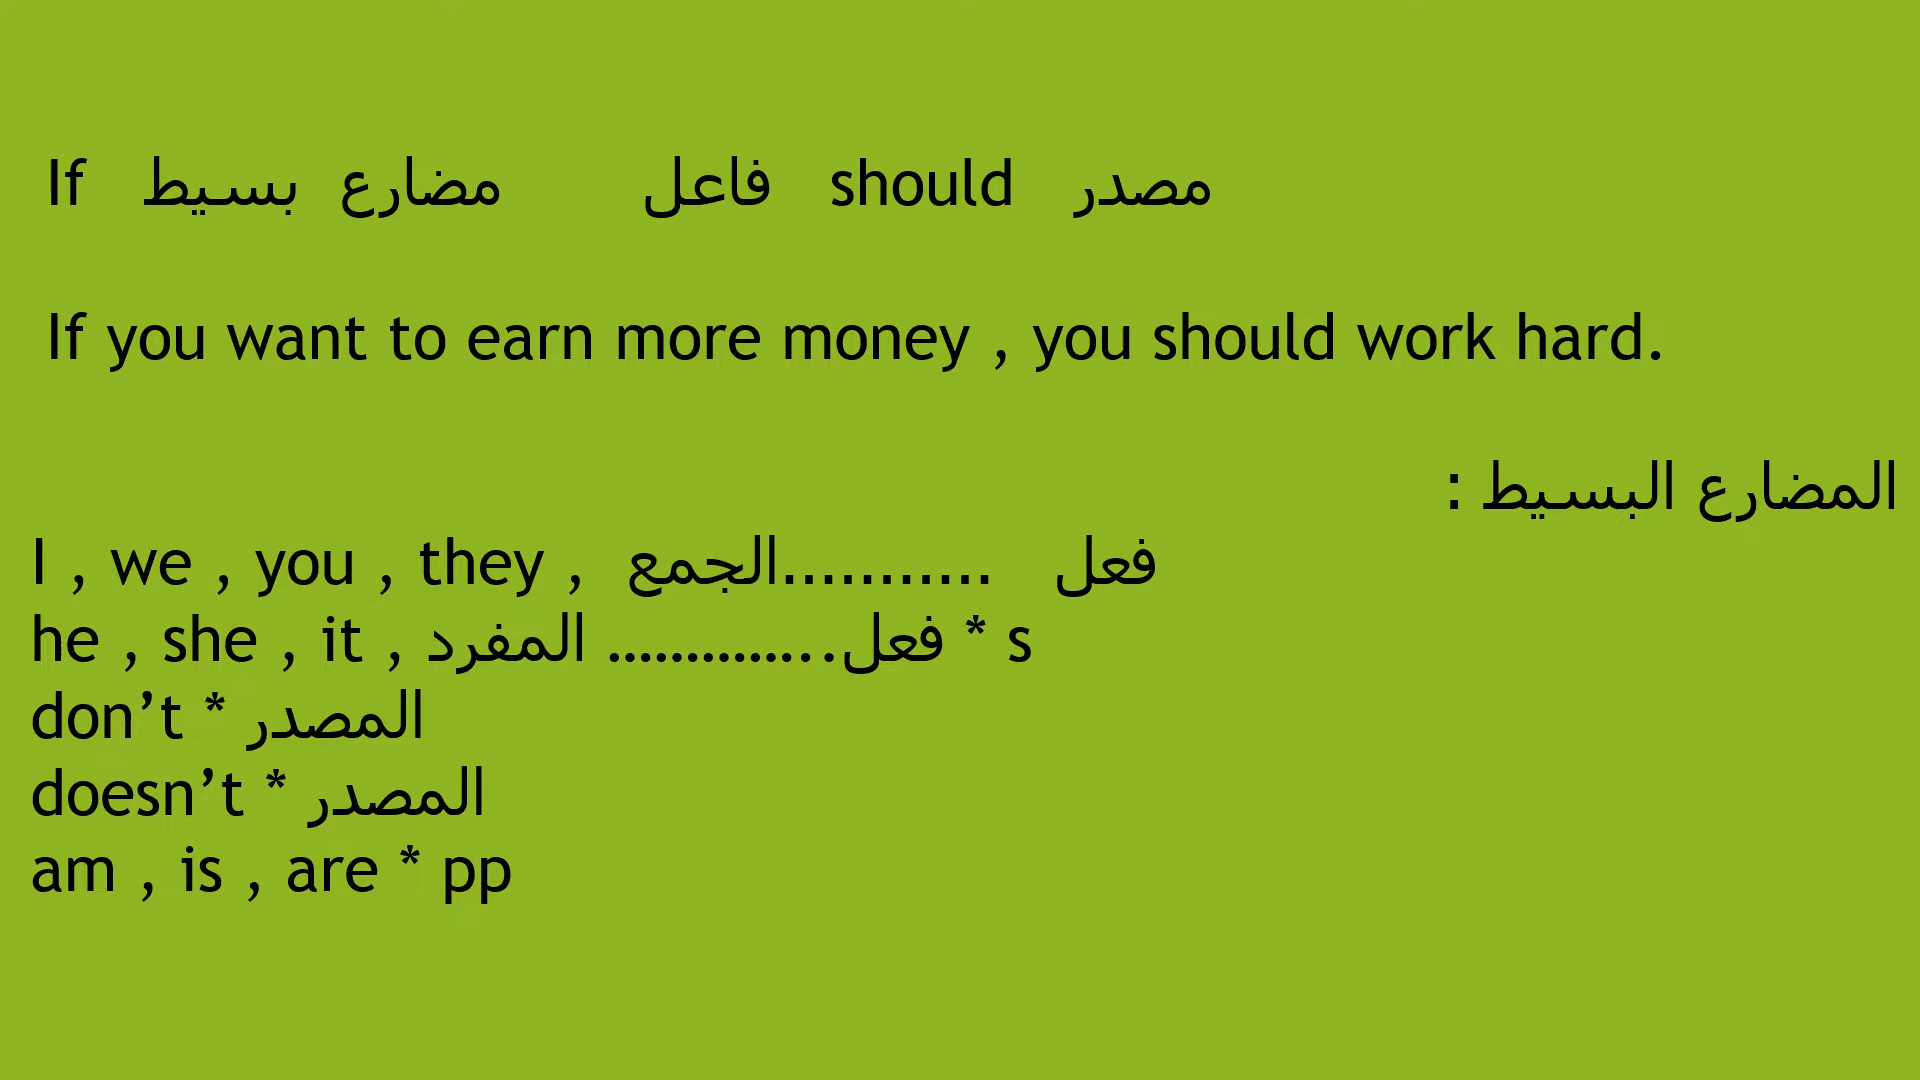 If مضارع بسيط فاعل should مصدر
If you want to earn more money , you should work hard.
المضارع البسيط :
I , we , you , they , الجمع........... فعل
he , she , it , المفرد ...............فعل * s
don’t * المصدر
doesn’t * المصدر
am , is , are * pp